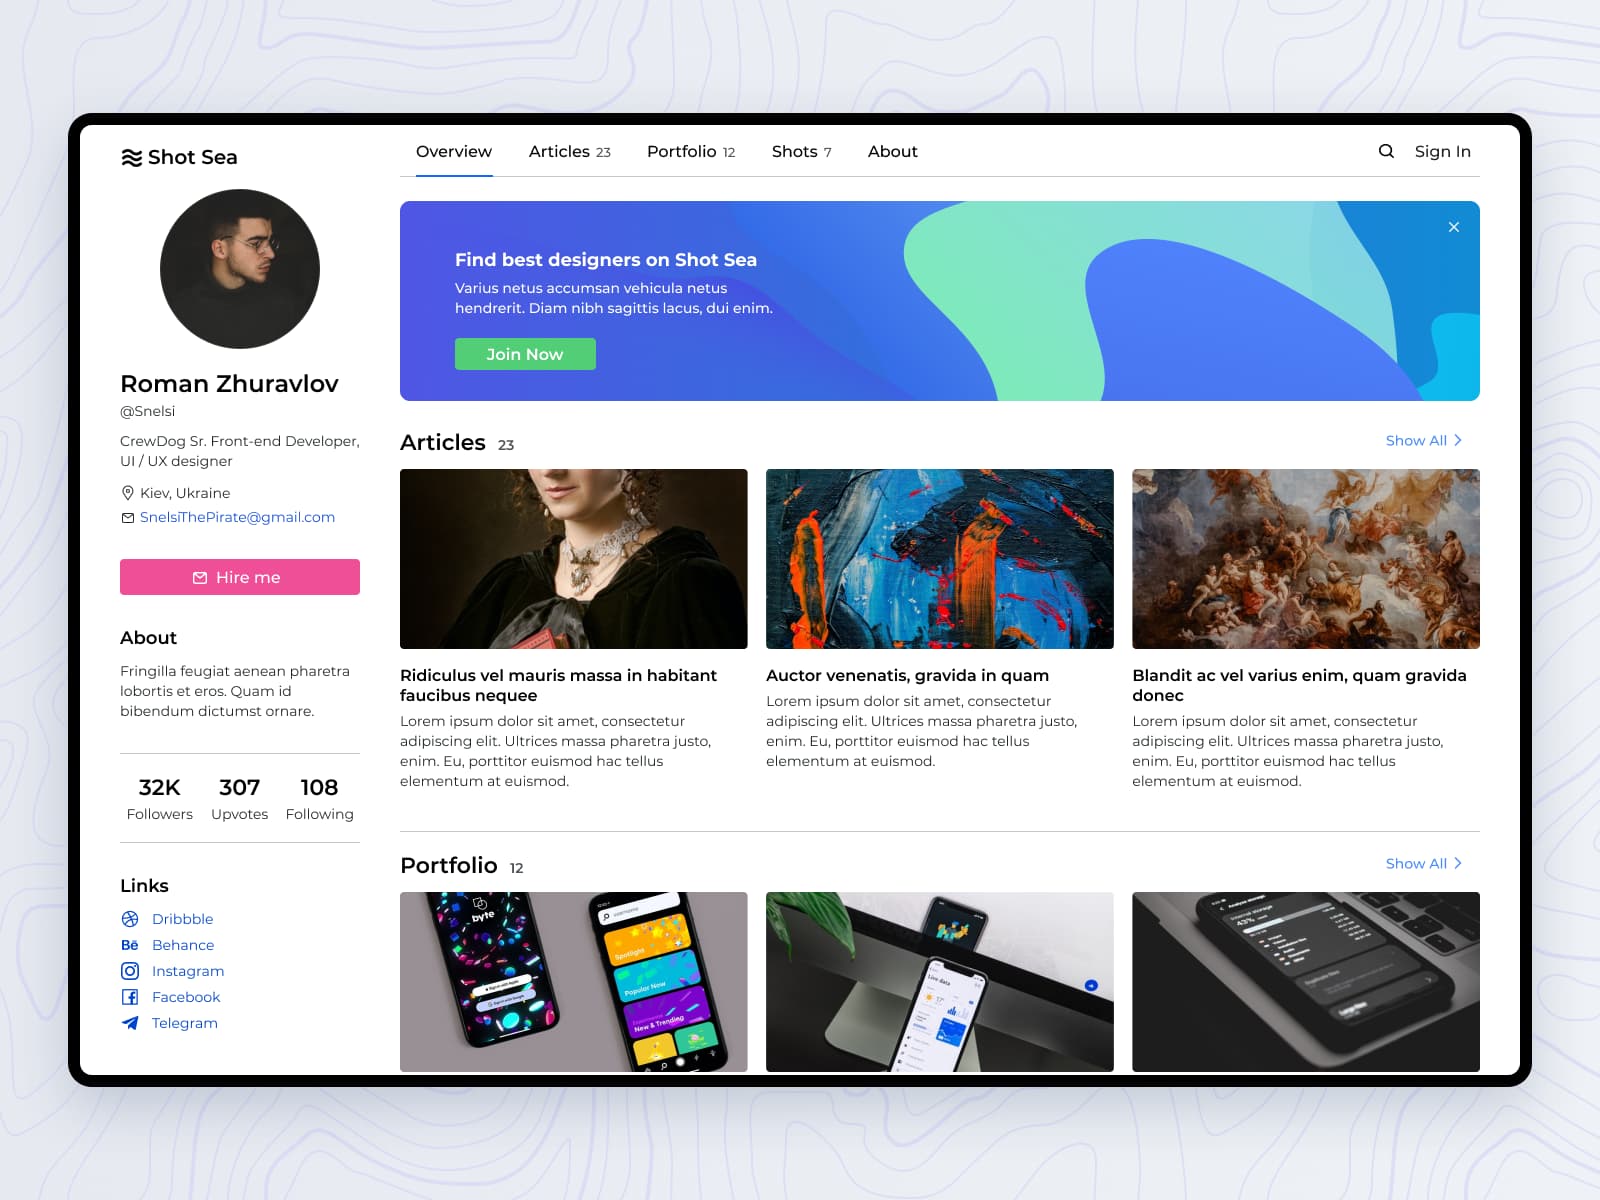 Shot Sea
Overview
Articles 23
Portfolio 12
Shots 7
About
Sign In
Roman Zhuravlov
@Snelsi
CrewDog Sr. Front-end Developer,
UI / UX designer
Kiev, Ukraine
SnelsiThePirate@gmail.com
Hire me
About
Fringilla feugiat aenean pharetra
lobortis et eros. Quam id
bibendum dictumst ornare.
32K
Followers
307
Upvotes
108
Following
Links
Dribbble
Bē Behance
Instagram
Facebook
Telegram
Find best designers on Shot Sea
Varius netus accumsan vehicula netus
hendrerit. Diam nibh sagittis lacus, dui enim.
Join Now
Articles 23
Show All
Ridiculus vel mauris massa in habitant
faucibus nequee
Lorem ipsum dolor sit amet, consectetur
adipiscing elit. Ultrices massa pharetra justo,
enim. Eu, porttitor euismod hac tellus
elementum at euismod.
Auctor venenatis, gravida in quam
Lorem ipsum dolor sit amet, consectetur
adipiscing elit. Ultrices massa pharetra justo,
enim. Eu, porttitor euismod hac tellus
elementum at euismod.
Blandit ac vel varius enim, quam gravida
donec
Lorem ipsum dolor sit amet, consectetur
adipiscing elit. Ultrices massa pharetra justo,
enim. Eu, porttitor euismod hac tellus
elementum at euismod.
Portfolio 12
Show All
byte
Spotlight
Popular Now
New & Trending
Live data
17°
Analyze storage
Internal storage
43%